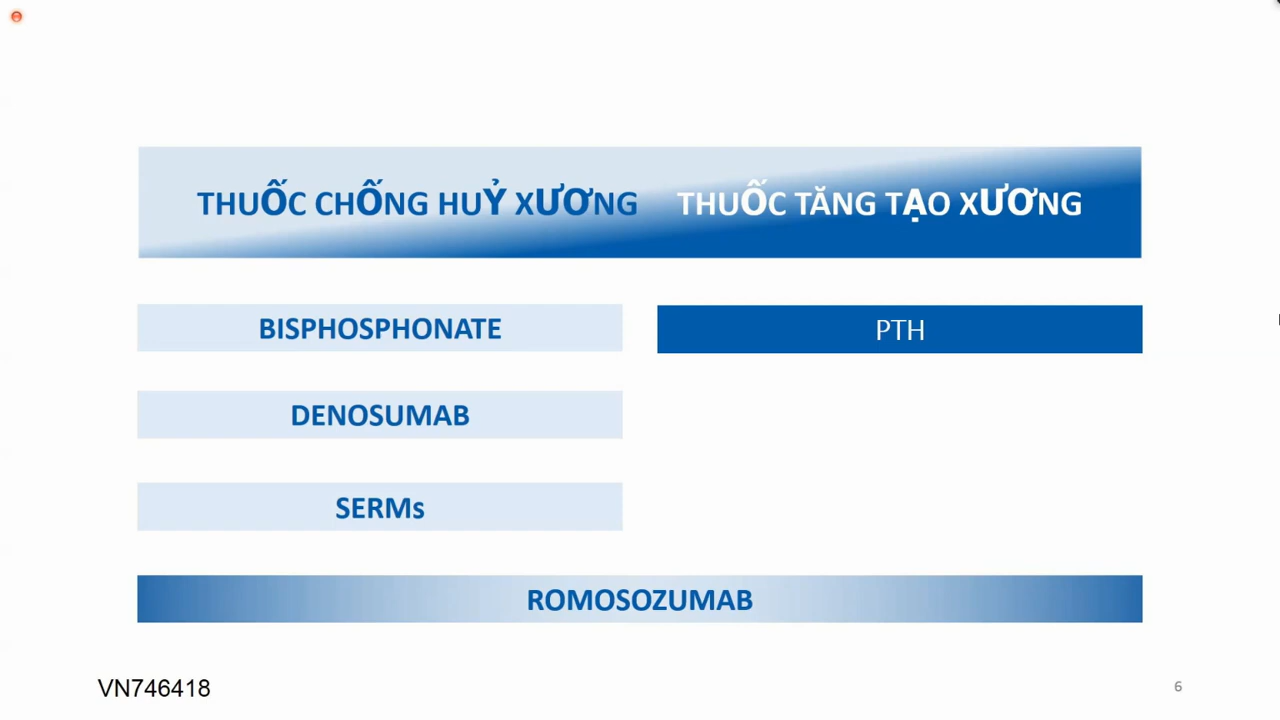 THUỐC CHỐNG HUỶ XƯƠNG THUỐC TĂNG TẠO XƯƠNG
BISPHOSPHONATE
PTH
DENOSUMAB
SERMs
ROMOSOZUMAB
VN746418
6